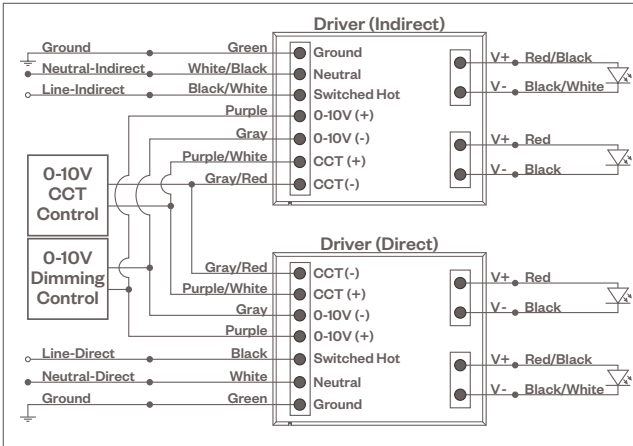 Driver (Indirect)
Ground Green Ground
Neutral-Indirect White/Black Neutral
Line-Indirect Black/White Switched Hot
Purple 0-10V (+)
Gray 0-10V (-)
Purple/White CCT (+)
Gray/Red CCT(-)
V+ Red/Black
V- Black/White
V+ Red
V- Black
0-10V
CCT
Control
0-10V
Dimming
Control
Driver (Direct)
Gray/Red CCT(-)
Purple/White CCT (+)
Gray 0-10V (-)
Purple 0-10V (+)
Line-Direct Black Switched Hot
Neutral-Direct White Neutral
Ground Green Ground
V+ Red
V- Black
V+ Red/Black
V- Black/White